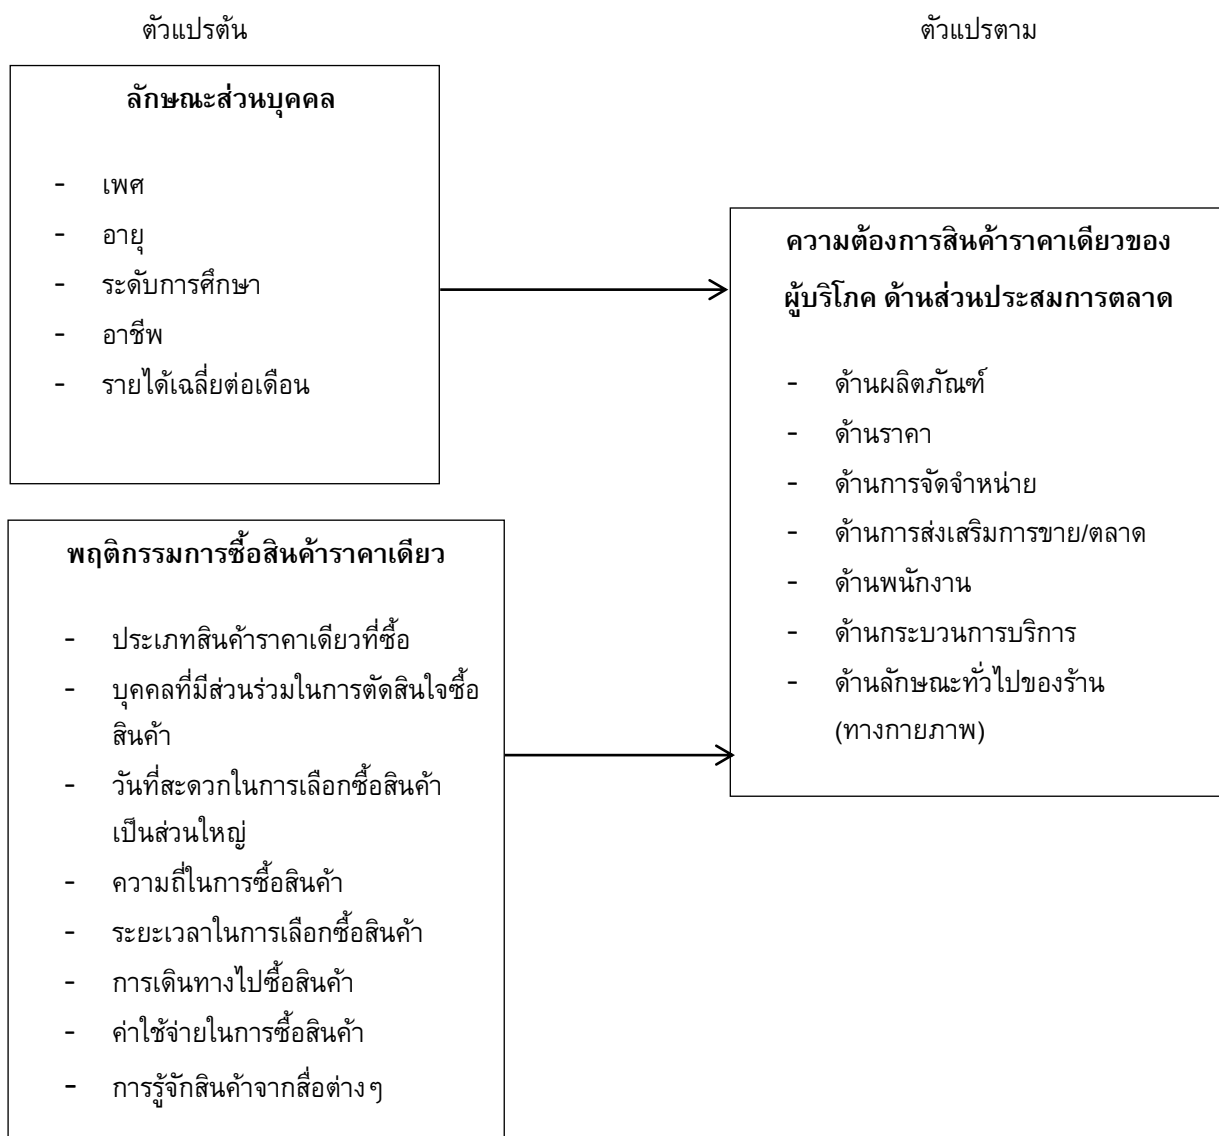 ตัวแปรต้น
ตัวแปรตาม
ลักษณะส่วนบุคคล
- เพศ
- อายุ
- ระดับการศึกษา
- อาชีพ
- รายได้เฉลี่ยต่อเดือน
ความต้องการสินค้าราคาเดียวของ
ผู้บริโภค ด้านส่วนประสมการตลาด
- ด้านผลิตภัณฑ์
- ด้านราคา
- ด้านการจัดจำหน่าย
- ด้านการส่งเสริมการขาย/ตลาด
- ด้านพนักงาน
- ด้านกระบวนการบริการ
- ด้านลักษณะทั่วไปของร้าน
(ทางกายภาพ)
พฤติกรรมการซื้อสินค้าราคาเดียว
- ประเภทสินค้าราคาเดียวที่ซื้อ
- บุคคลที่มีส่วนร่วมในการตัดสินใจซื้อ
สินค้า
- วันที่สะดวกในการเลือกซื้อสินค้า
เป็นส่วนใหญ่
- ความถี่ในการซื้อสินค้า
- ระยะเวลาในการเลือกซื้อสินค้า
- การเดินทางไปซื้อสินค้า
- ค่าใช้จ่ายในการซื้อสินค้า
- การรู้จักสินค้าจากสื่อต่างๆ